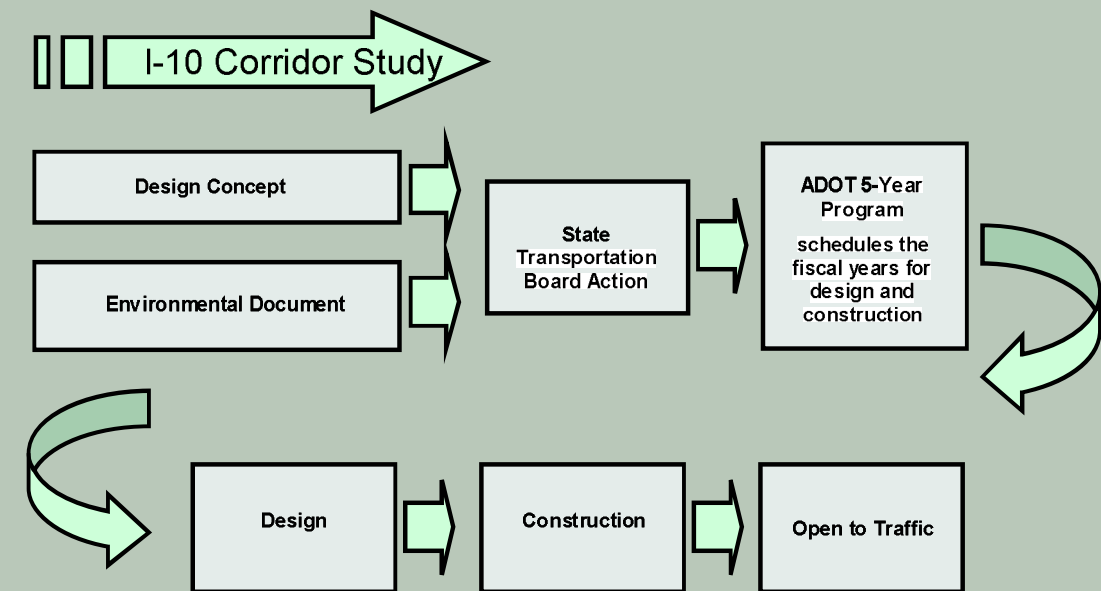 I-10 Corridor Study
Design Concept
Environmental Document
State
Transportation
Board Action
ADOT 5-Year
Program
schedules the
fiscal years for
design and
construction
Design
Construction
Open to Traffic